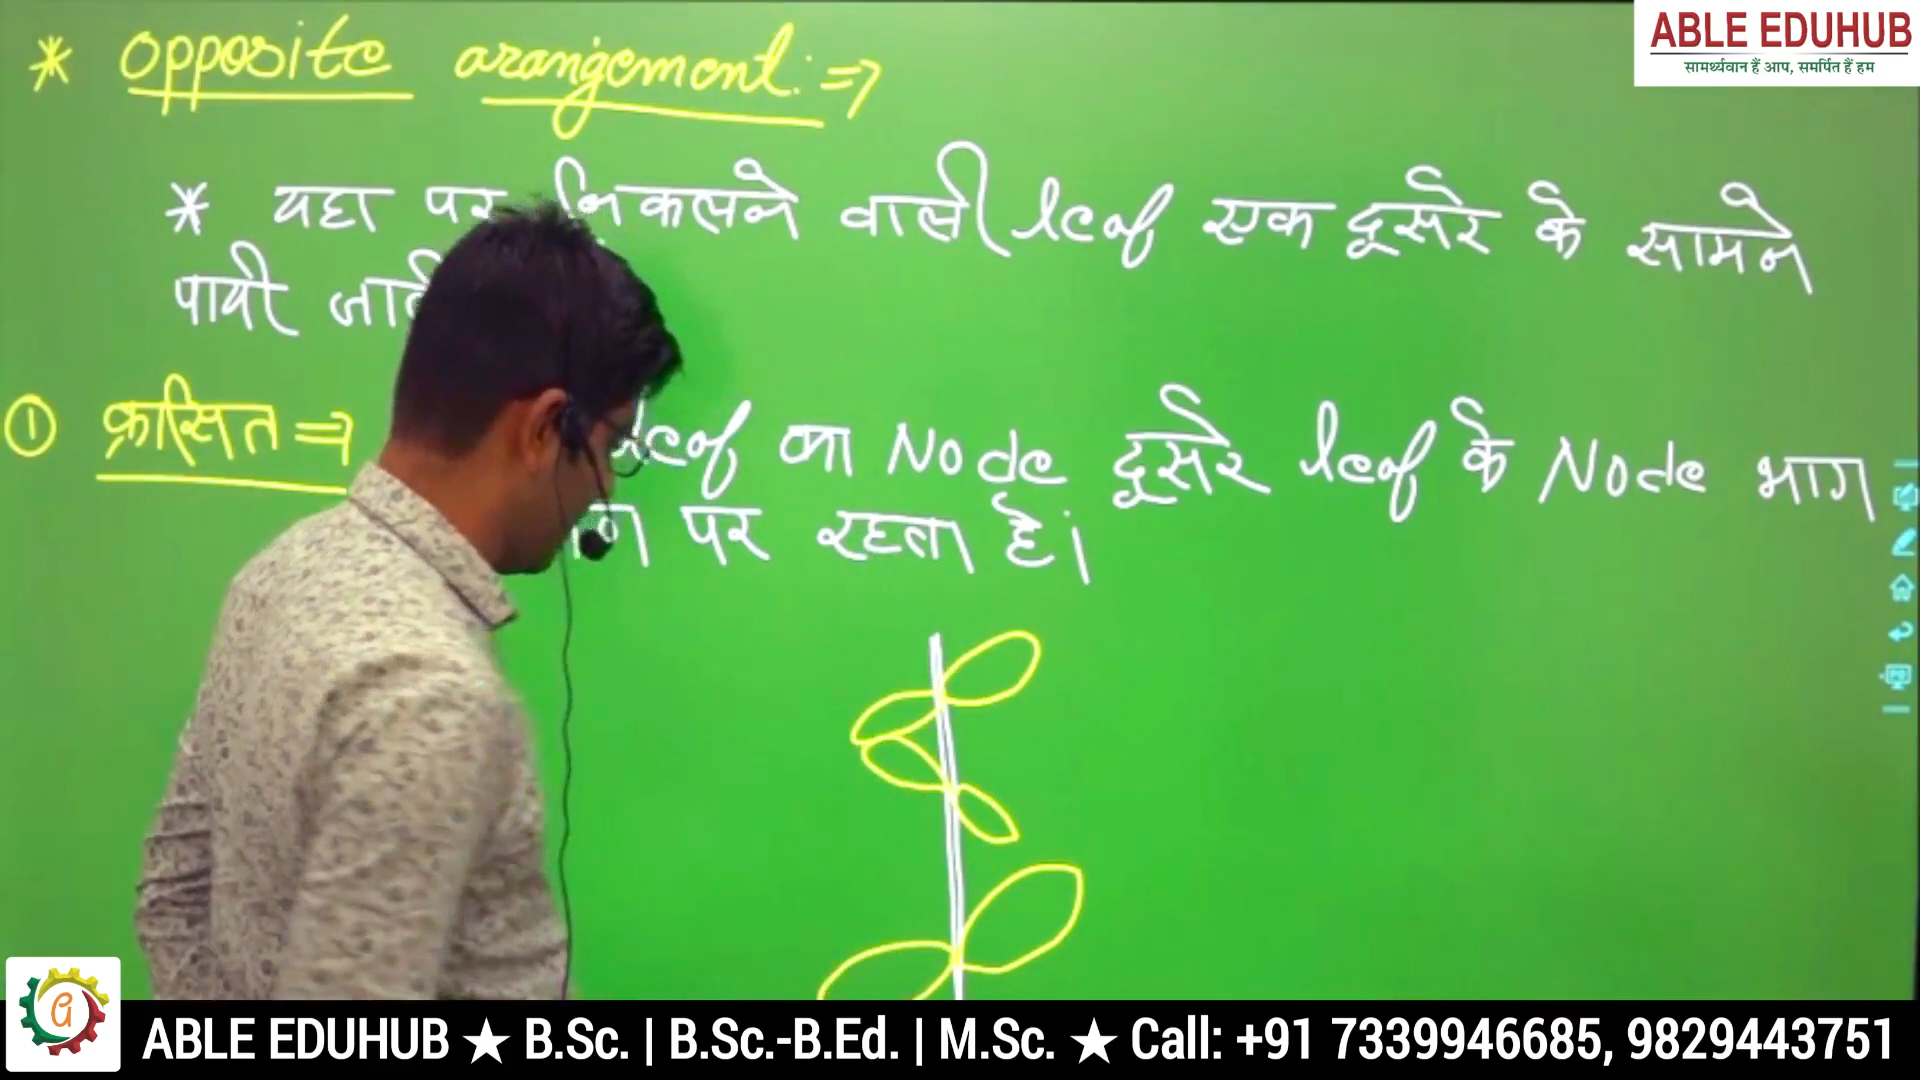 ABLE EDUHUB
सामर्थ्यवान हैं आप, समर्पित हैं हम
* opposite arangement :⇒
* यहा पर निकलने वाली leaf एक दूसरे के सामने
पायी
① क्रासित ⇒ leaf का Node दूसरे leaf के Node भाग
पर रहता है।
ABLE EDUHUB ★ B.Sc. | B.Sc.-B.Ed. | M.Sc. ★ Call: +91 7339946685, 9829443751